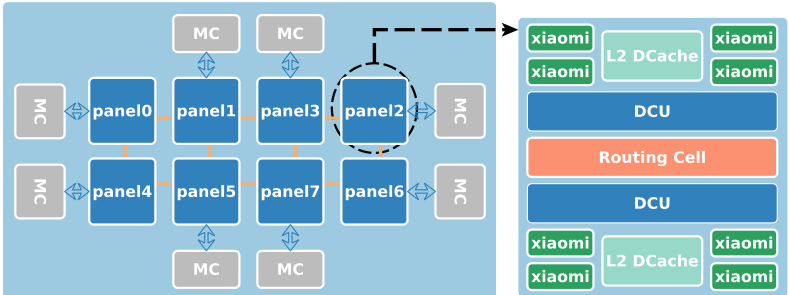 MC MC
MC panel0 panel1 panel3 panel2 MC
MC panel4 panel5 panel7 panel6 MC
MC MC
xiaomi L2 DCache xiaomi
xiaomi xiaomi
DCU
Routing Cell
DCU
xiaomi L2 DCache xiaomi
xiaomi xiaomi